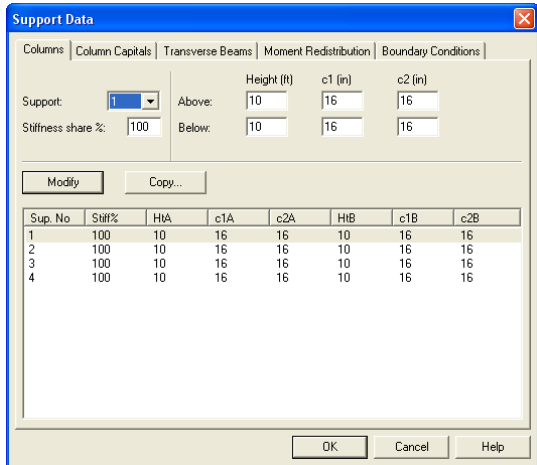 Support Data
Columns Column Capitals Transverse Beams Moment Redistribution Boundary Conditions
Height (ft) c1 (in) c2 (in)
Support: 1 Above: 10 16 16
Stiffness share %: 100 Below: 10 16 16
Modify Copy...
Sup. No Stiff% HtA c1A c2A HtB c1B c2B
1 100 10 16 16 10 16 16
2 100 10 16 16 10 16 16
3 100 10 16 16 10 16 16
4 100 10 16 16 10 16 16
OK Cancel Help